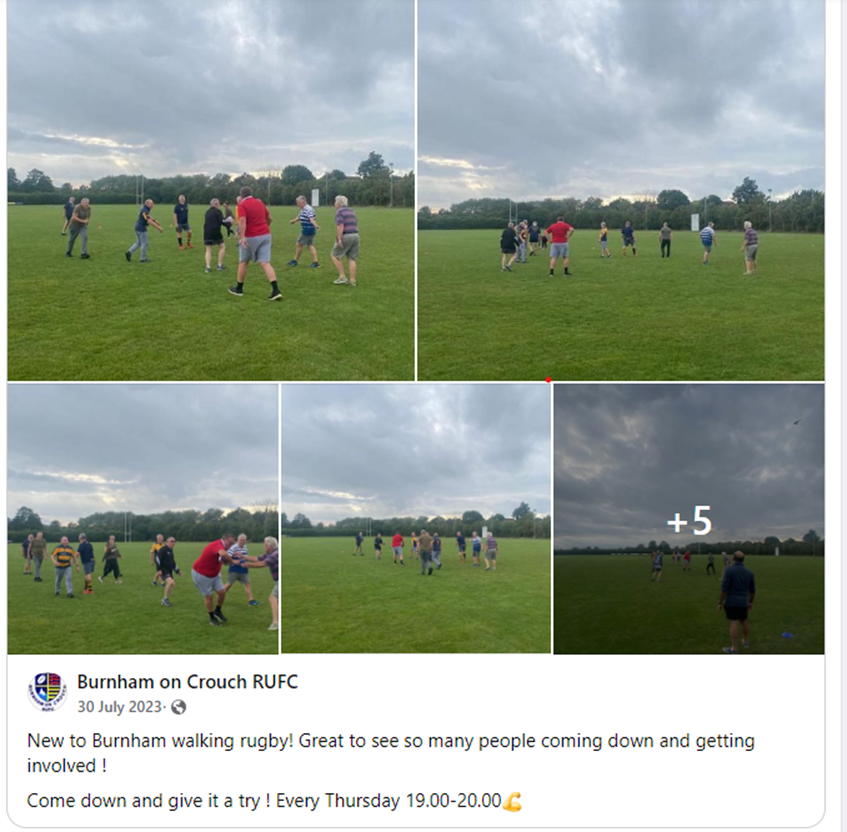 +5
Burnham on Crouch RUFC
30 July 2023·
New to Burnham walking rugby! Great to see so many people coming down and getting
involved !
Come down and give it a try ! Every Thursday 19.00-20.00💪